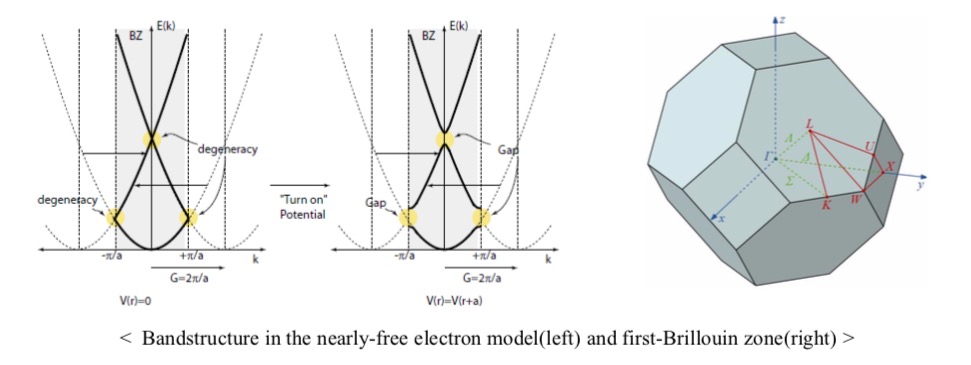 E(k)
BZ
degeneracy
degeneracy
-π/a
+π/a
k
G=2π/a
V(r)=0
"Turn on"
Potential
E(k)
BZ
Gap
Gap
-π/a
+π/a
k
G=2π/a
V(r)=V(r+a)
z
L
Λ
U
Γ
Δ
X
Σ
y
K
W
x
< Bandstructure in the nearly-free electron model(left) and first-Brillouin zone(right) >